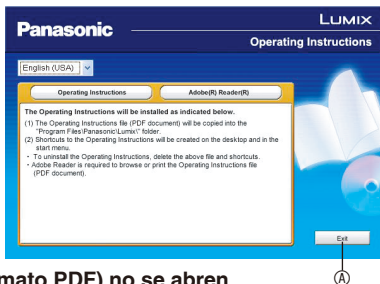 Panasonic
LUMIX
Operating Instructions
English (USA)
Operating Instructions
Adobe(R) Reader(R)
The Operating Instructions will be installed as indicated below.
(1) The Operating Instructions file (PDF document) will be copied into the
"Program Files\Panasonic\Lumix\" folder.
(2) Shortcuts to the Operating Instructions will be created on the desktop and in the
start menu.
・ To uninstall the Operating Instructions, delete the above file and shortcuts.
・ Adobe Reader is required to browse or print the Operating Instructions file
(PDF document).
Exit
Ⓐ
mato PDF) no se abren